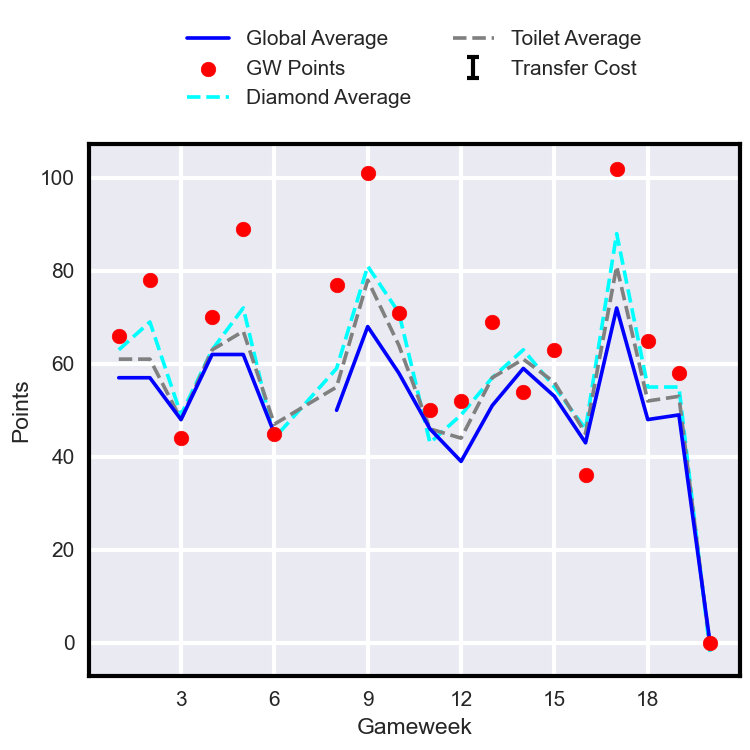 Global Average
GW Points
Diamond Average
Toilet Average
Transfer Cost
100
80
60
40
20
0
Points
3 6 9 12 15 18
Gameweek